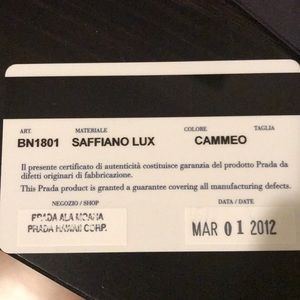 ART. MATERIALE COLORE TAGLIA
BN1801 SAFFIANO LUX CAMMEO
Il presente certificato di autenticità costituisce garanzia del prodotto Prada da
difetti originari di fabbricazione.
This Prada product is granted a guarantee covering all manufacturing defects.
NEGOZIO / SHOP DATA / DATE
PRADA ALA MOANA
PRADA HAWAII CORP.
MAR 01 2012